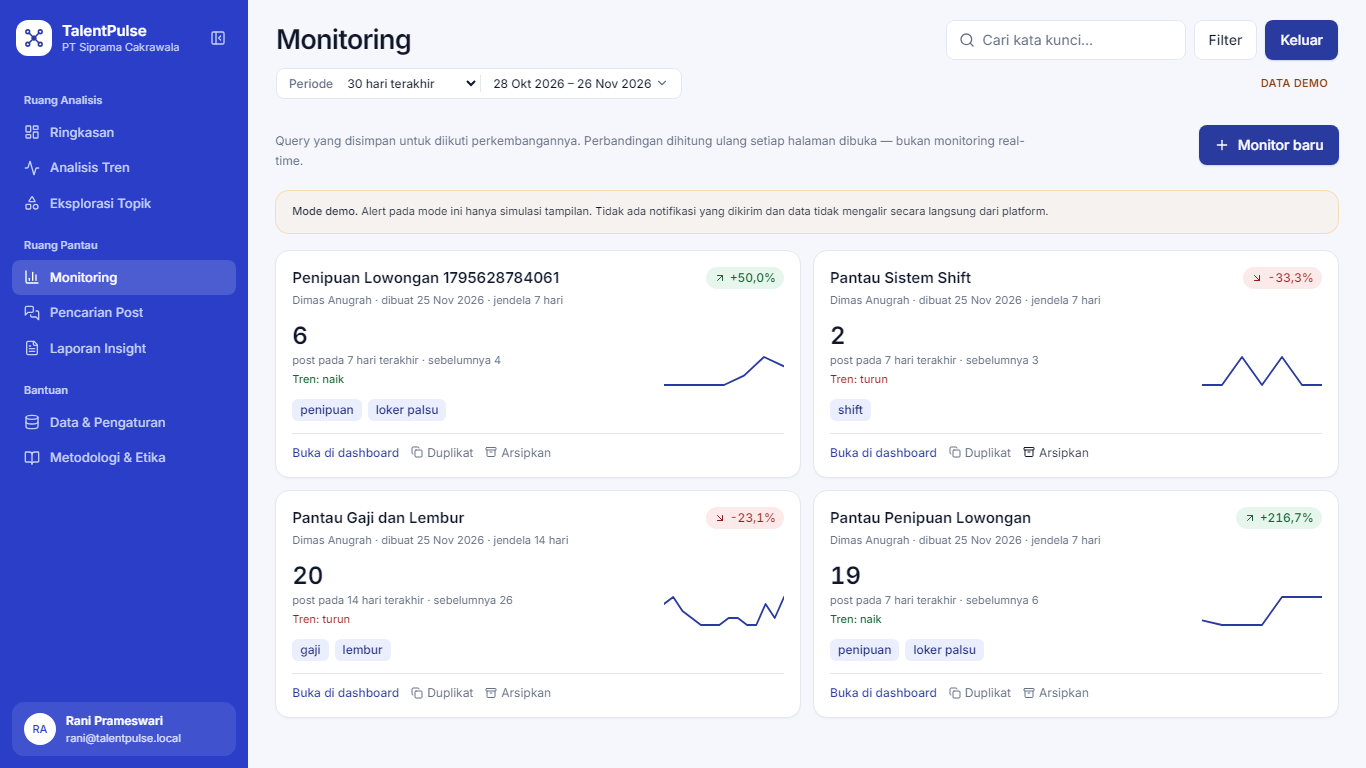 TalentPulse
PT Siprama Cakrawala
Ruang Analisis
Ringkasan
Analisis Tren
Eksplorasi Topik
Ruang Pantau
Monitoring
Pencarian Post
Laporan Insight
Bantuan
Data & Pengaturan
Metodologi & Etika
RA
Rani Prameswari
rani@talentpulse.local
Monitoring
Cari kata kunci...
Filter
Keluar
Periode 30 hari terakhir 28 Okt 2026 – 26 Nov 2026
DATA DEMO
Query yang disimpan untuk diikuti perkembangannya. Perbandingan dihitung ulang setiap halaman dibuka — bukan monitoring real-
time.
Monitor baru
Mode demo. Alert pada mode ini hanya simulasi tampilan. Tidak ada notifikasi yang dikirim dan data tidak mengalir secara langsung dari platform.
Penipuan Lowongan 1795628784061
+50,0%
Dimas Anugrah · dibuat 25 Nov 2026 · jendela 7 hari
6
post pada 7 hari terakhir · sebelumnya 4
Tren: naik
penipuan loker palsu
Buka di dashboard Duplikat Arsipkan
Pantau Sistem Shift
-33,3%
Dimas Anugrah · dibuat 25 Nov 2026 · jendela 7 hari
2
post pada 7 hari terakhir · sebelumnya 3
Tren: turun
shift
Buka di dashboard Duplikat Arsipkan
Pantau Gaji dan Lembur
-23,1%
Dimas Anugrah · dibuat 25 Nov 2026 · jendela 14 hari
20
post pada 14 hari terakhir · sebelumnya 26
Tren: turun
gaji lembur
Buka di dashboard Duplikat Arsipkan
Pantau Penipuan Lowongan
+216,7%
Dimas Anugrah · dibuat 25 Nov 2026 · jendela 7 hari
19
post pada 7 hari terakhir · sebelumnya 6
Tren: naik
penipuan loker palsu
Buka di dashboard Duplikat Arsipkan